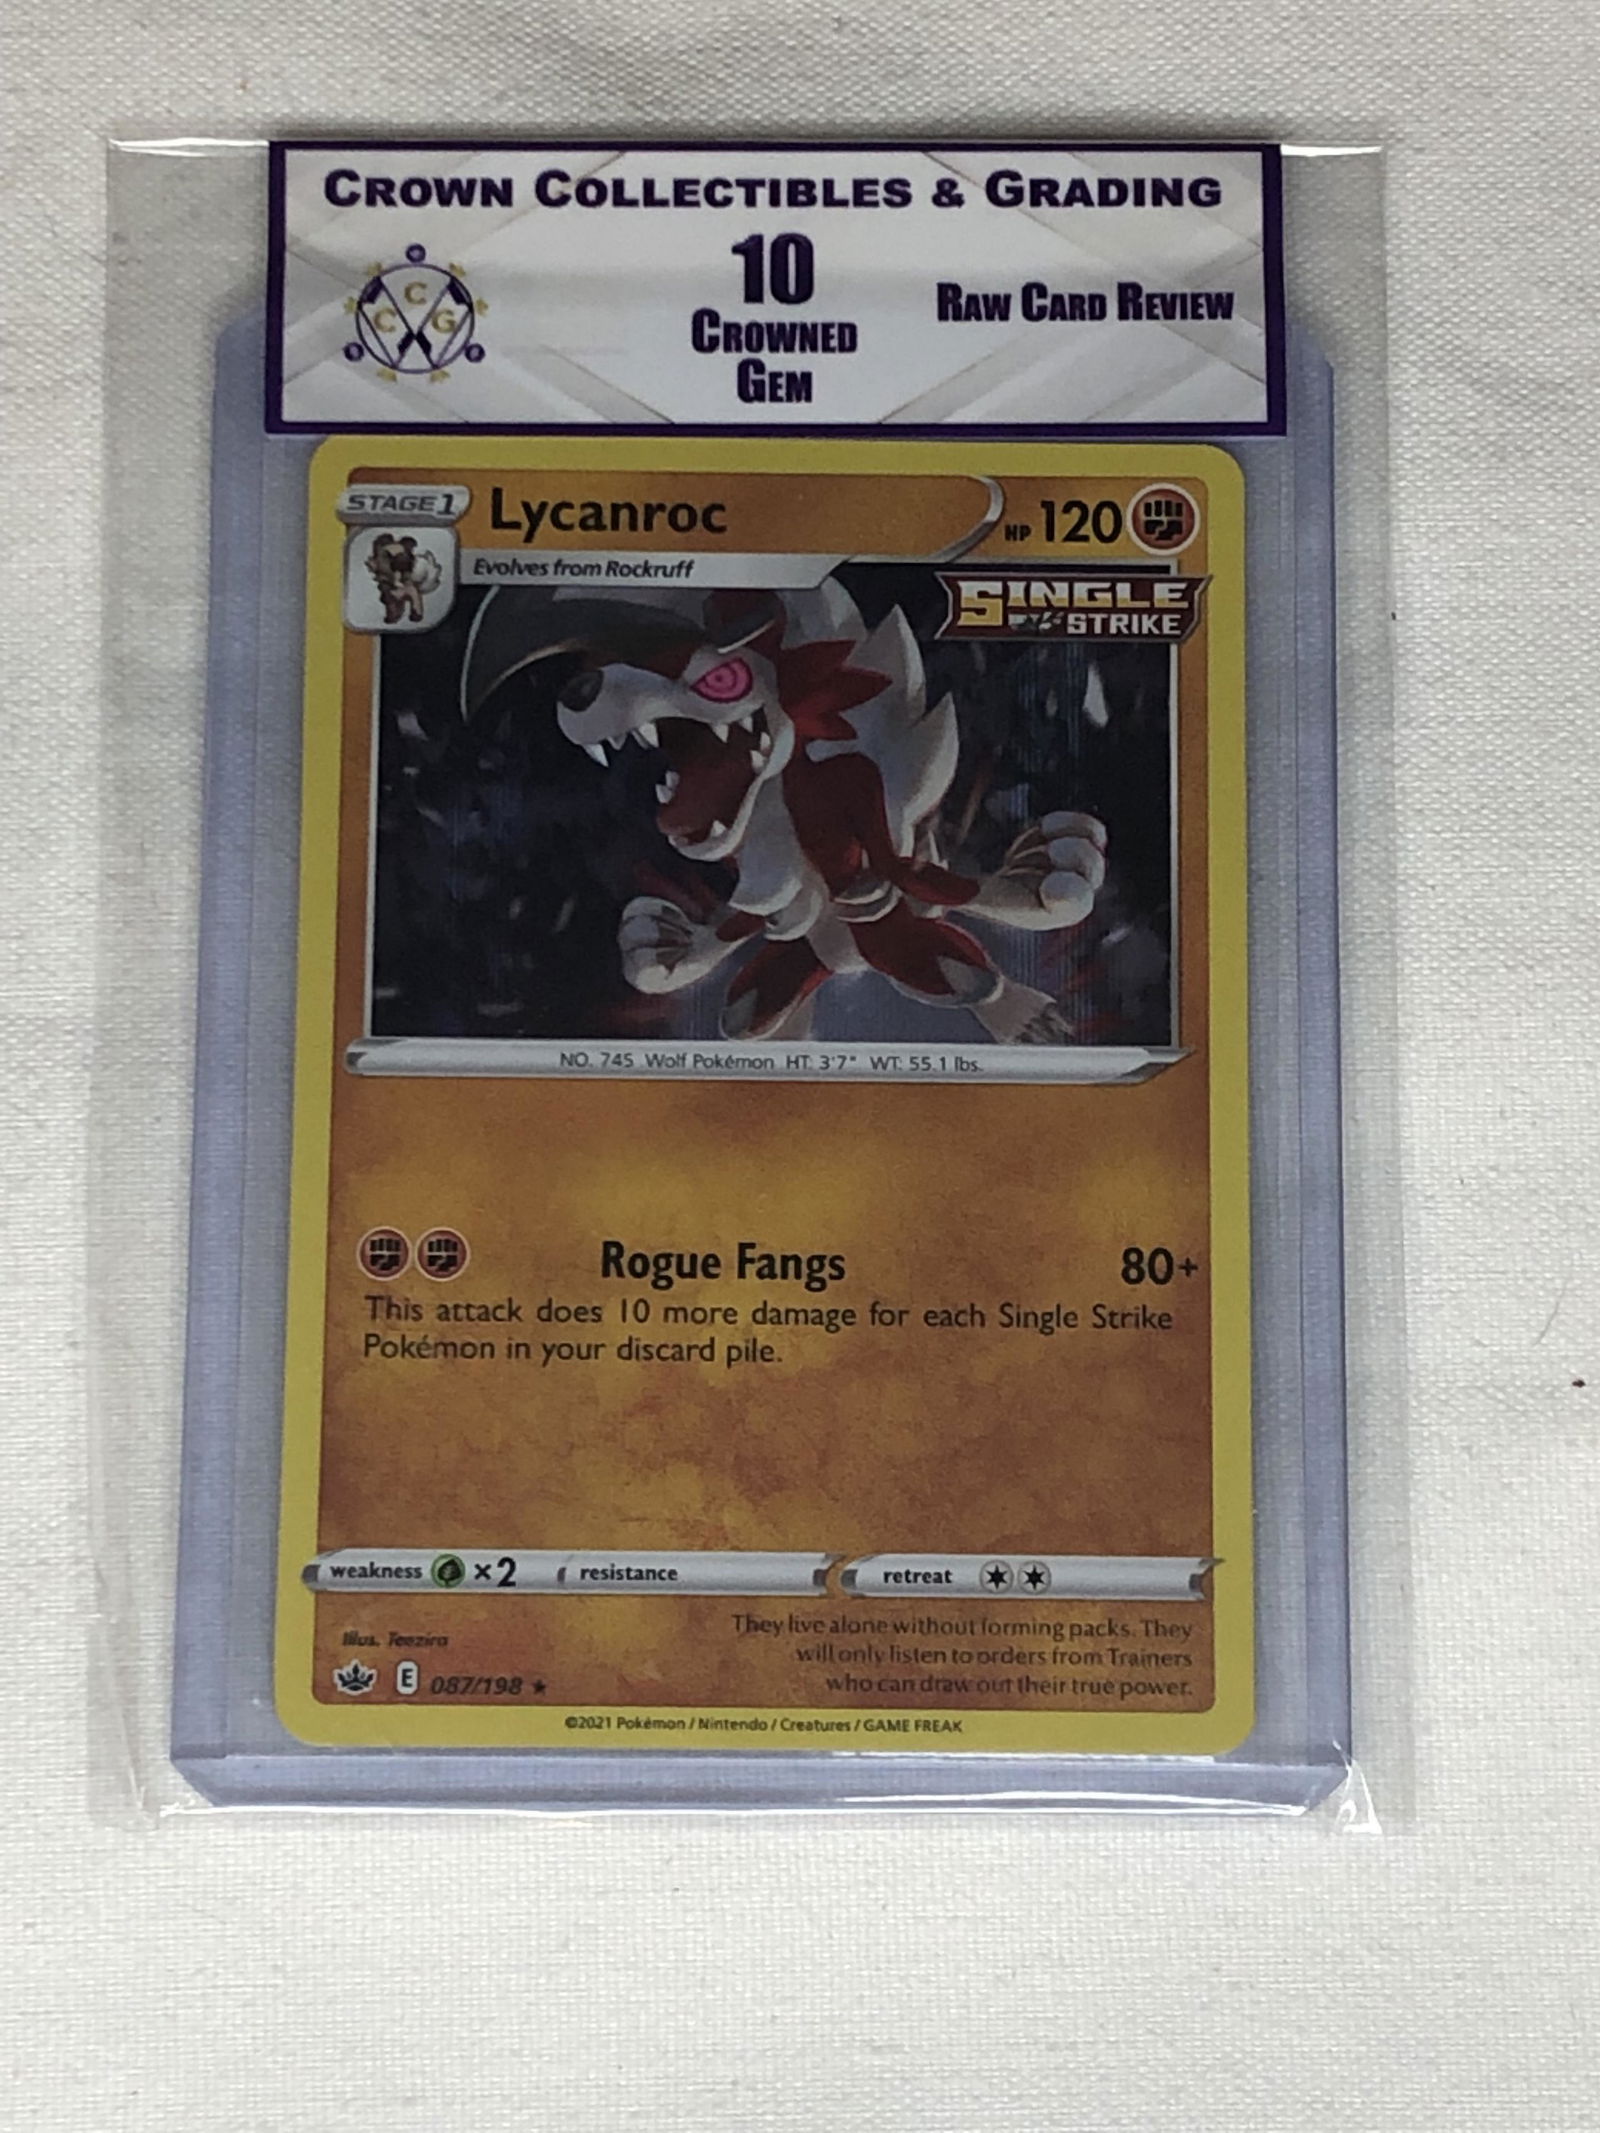 CROWN COLLECTIBLES & GRADING
C
C G
10
CROWNED
GEM
RAW CARD REVIEW
STAGE 1
Lycanroc
HP 120
Evolves from Rockruff
SINGLE
STRIKE
NO. 745 Wolf Pokémon HT: 3'7" WT: 55.1 lbs.
Rogue Fangs 80+
This attack does 10 more damage for each Single Strike
Pokémon in your discard pile.
weakness ×2 resistance retreat
Illus. Teeziro
They live alone without forming packs. They
will only listen to orders from Trainers
who can draw out their true power.
E 087/198 ★
©2021 Pokémon / Nintendo / Creatures / GAME FREAK